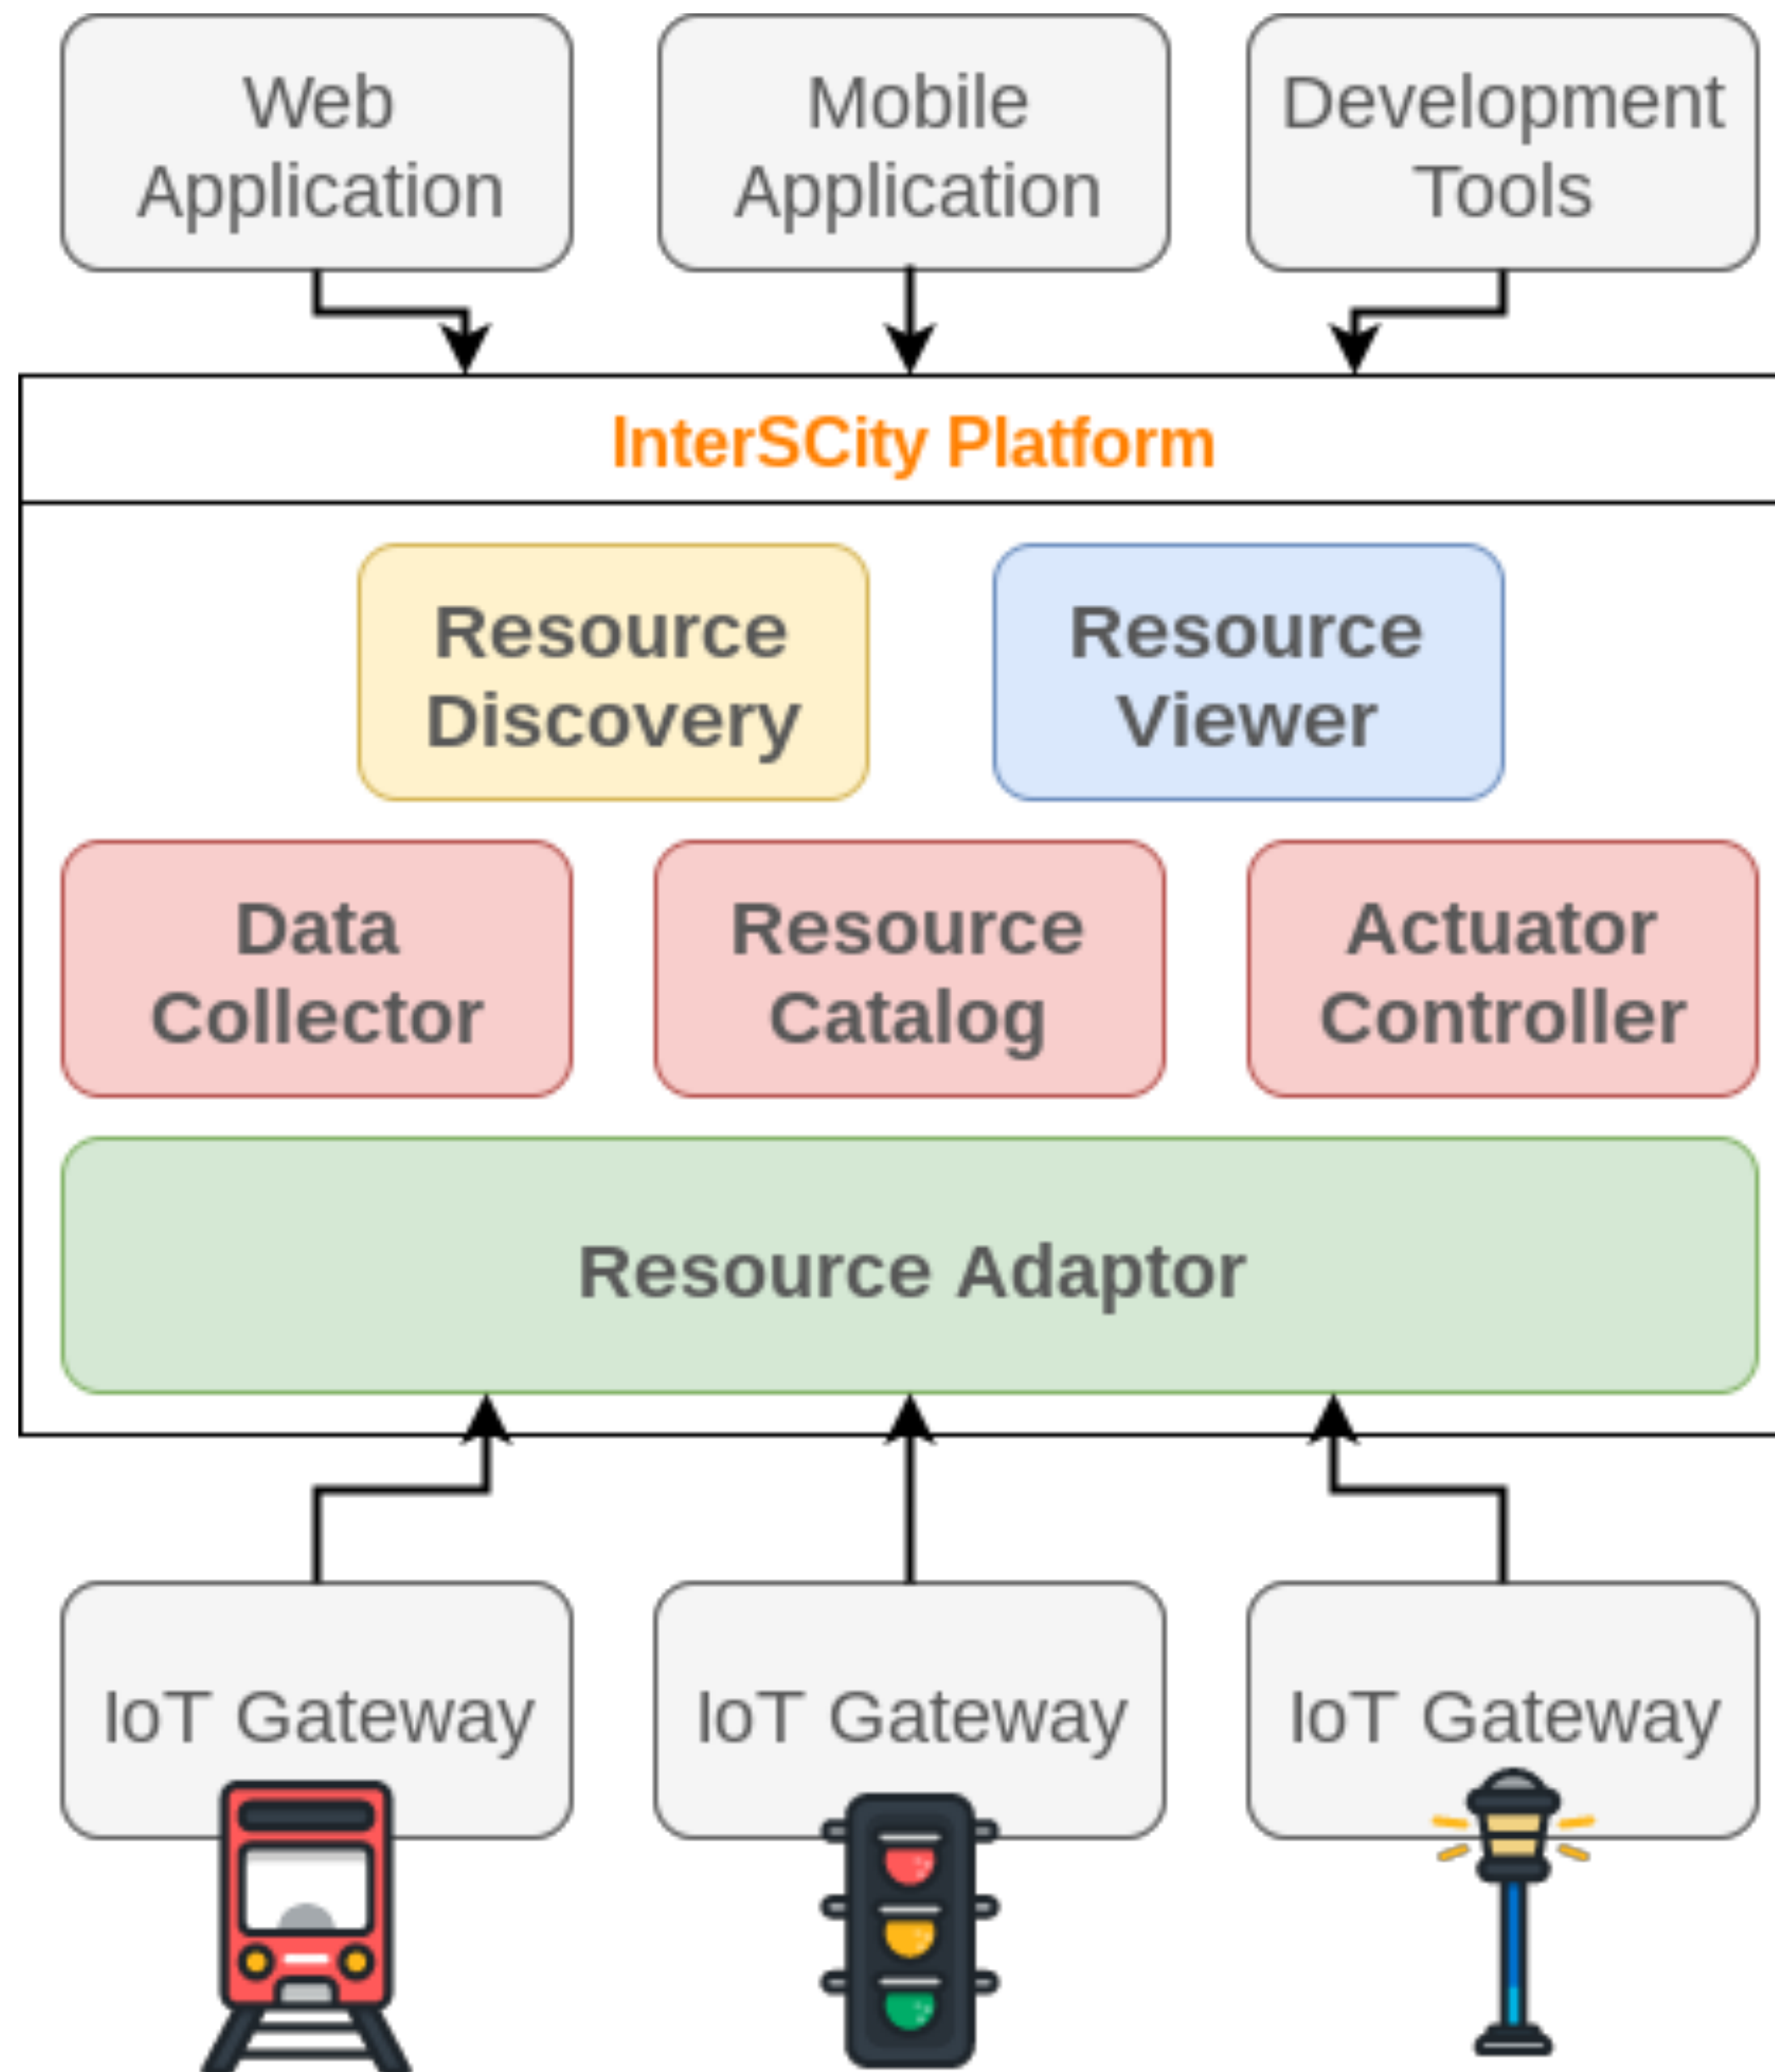 Web
Application
Mobile
Application
Development
Tools
InterSCity Platform
Resource
Discovery
Resource
Viewer
Data
Collector
Resource
Catalog
Actuator
Controller
Resource Adaptor
IoT Gateway
IoT Gateway
IoT Gateway